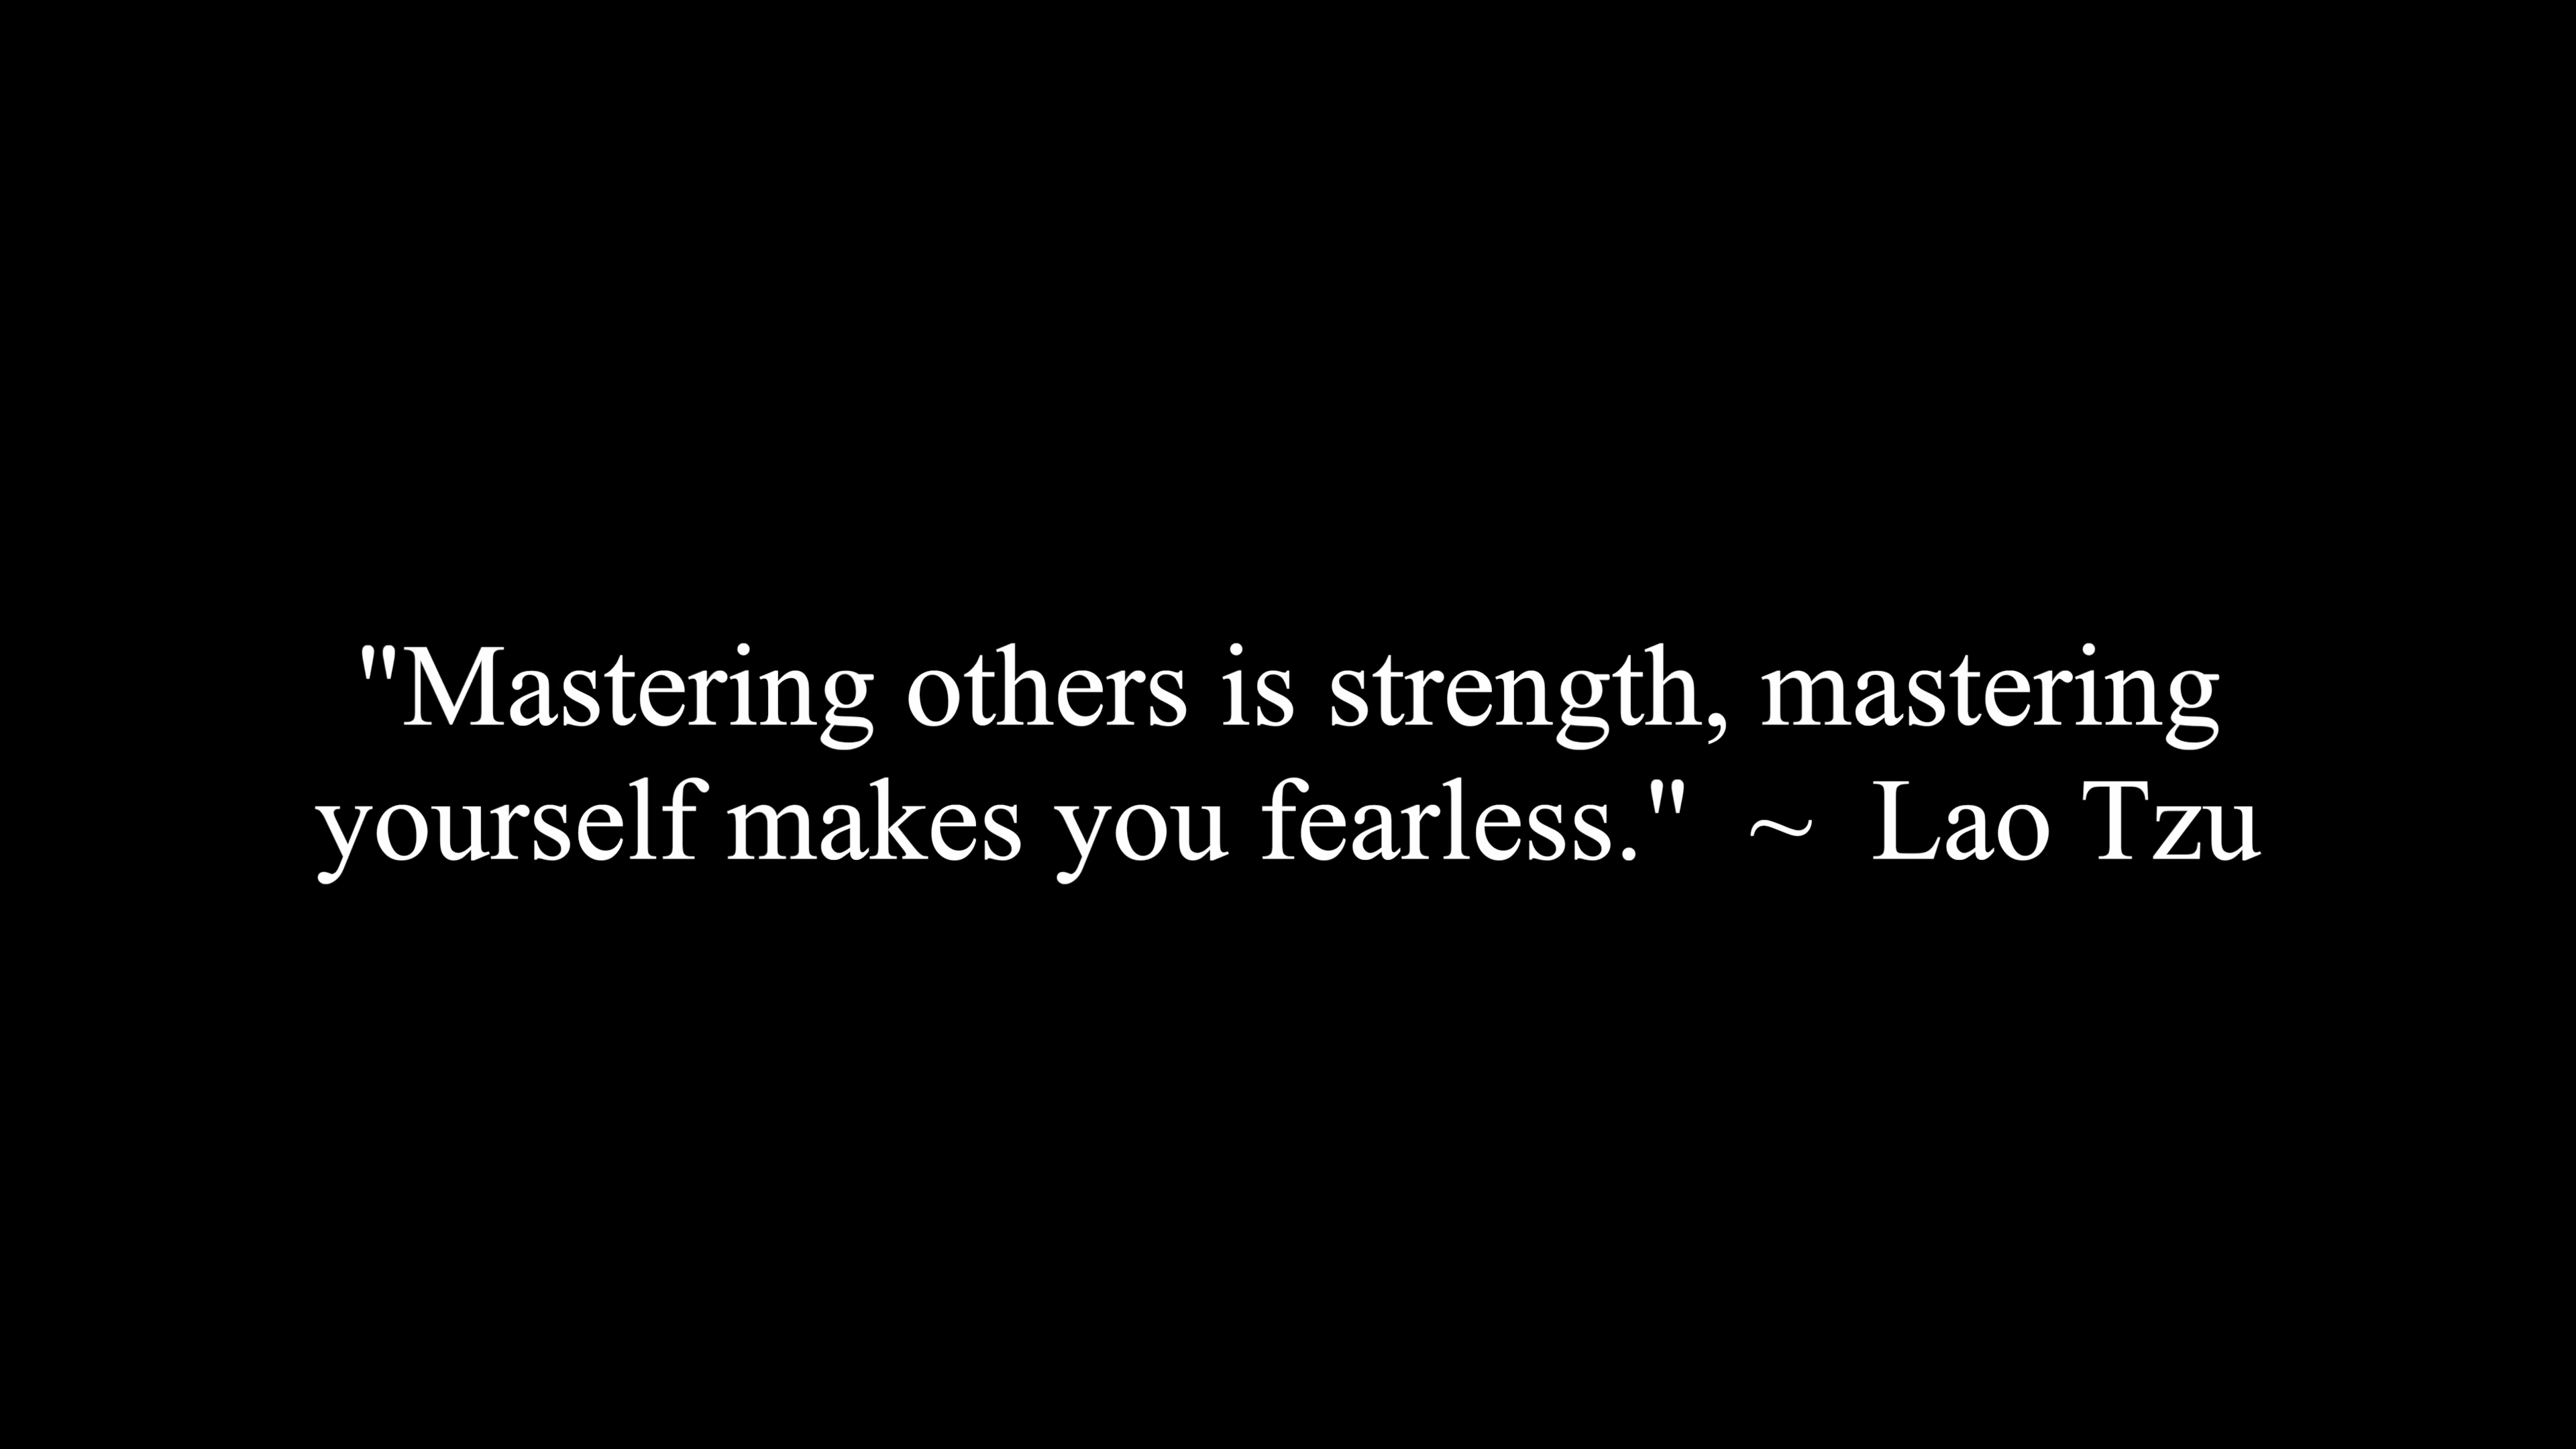 "Mastering others is strength, mastering
yourself makes you fearless."  ~  Lao Tzu